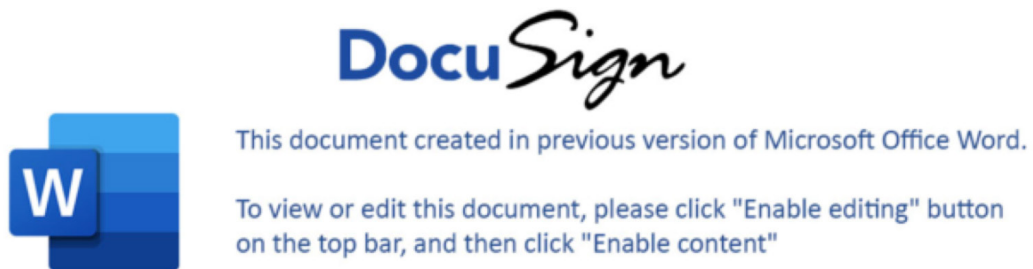 DocuSign
W
This document created in previous version of Microsoft Office Word.
To view or edit this document, please click "Enable editing" button
on the top bar, and then click "Enable content"